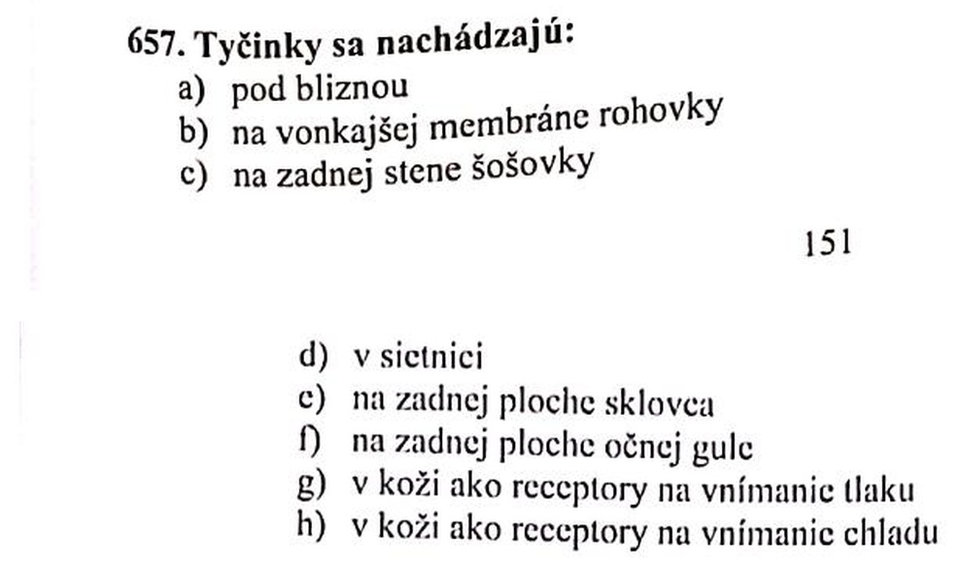 657. Tyčinky sa nachádzajú:
a) pod bliznou
b) na vonkajšej membráne rohovky
c) na zadnej stene šošovky
151
d) v sietnici
e) na zadnej ploche sklovca
f) na zadnej ploche očnej gule
g) v koži ako receptory na vnímanie tlaku
h) v koži ako receptory na vnímanie chladu